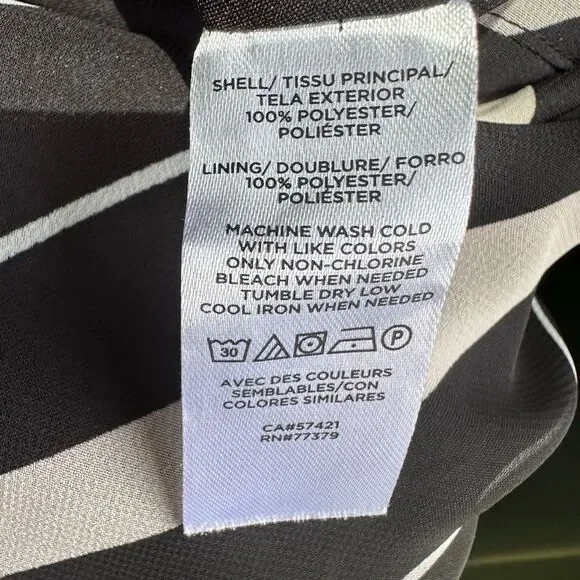 SHELL/ TISSU PRINCIPAL/
TELA EXTERIOR
100% POLYESTER/
POLIÉSTER
LINING/ DOUBLURE/ FORRO
100% POLYESTER/
POLIÉSTER
MACHINE WASH COLD
WITH LIKE COLORS
ONLY NON-CHLORINE
BLEACH WHEN NEEDED
TUMBLE DRY LOW
COOL IRON WHEN NEEDED
30 P
AVEC DES COULEURS
SEMBLABLES/CON
COLORES SIMILARES
CA#57421
RN#77379